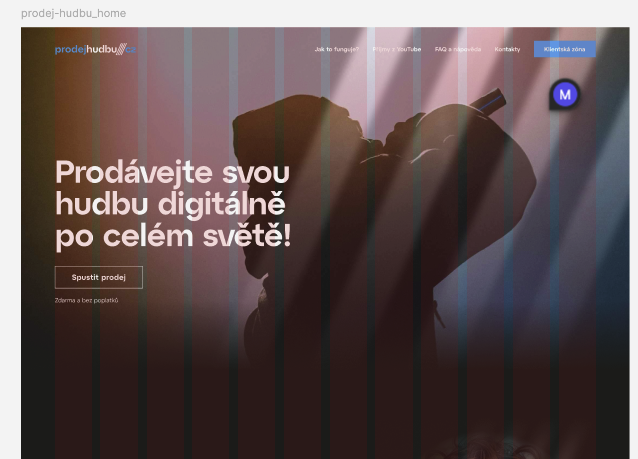 prodej-hudbu_home
prodejhudbu cz
Jak to funguje? Příjmy z YouTube FAQ a nápověda Kontakty Klientská zóna
M
Prodávejte svou
hudbu digitálně
po celém světě!
Spustit prodej
Zdarma a bez poplatků